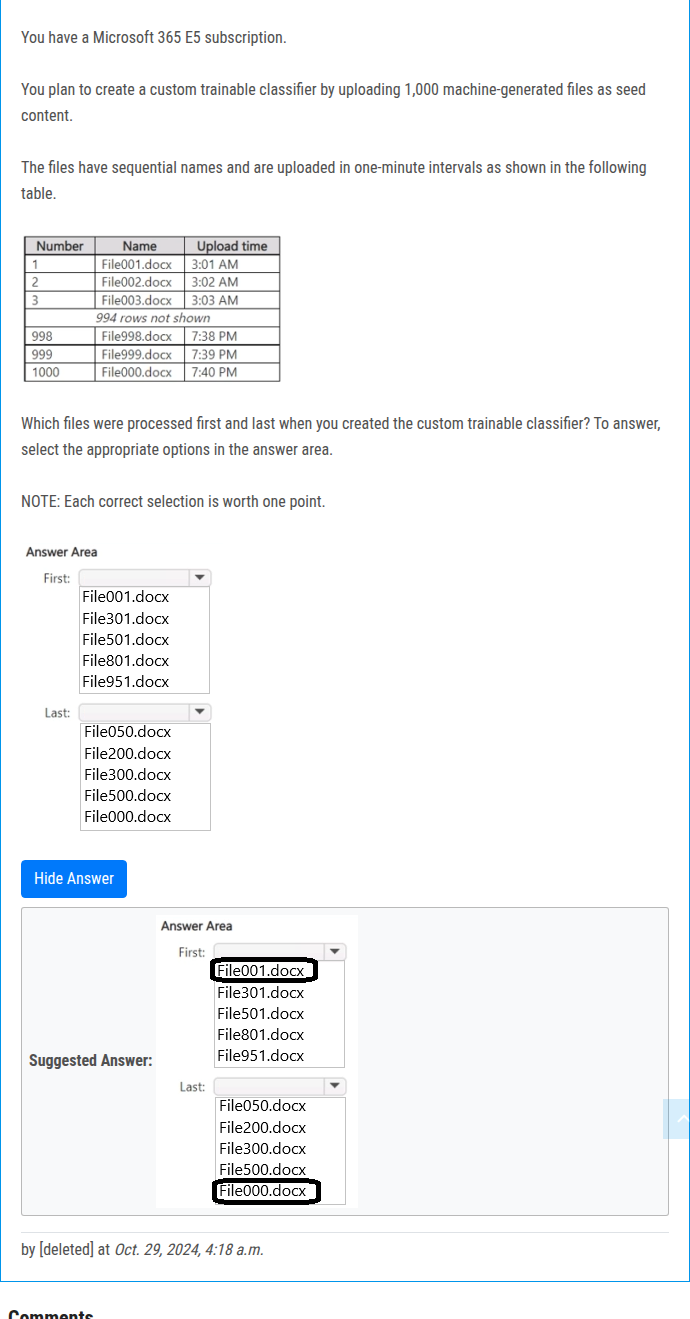 You have a Microsoft 365 E5 subscription.
You plan to create a custom trainable classifier by uploading 1,000 machine-generated files as seed
content.
The files have sequential names and are uploaded in one-minute intervals as shown in the following
table.
Number Name Upload time
1 File001.docx 3:01 AM
2 File002.docx 3:02 AM
3 File003.docx 3:03 AM
994 rows not shown
998 File998.docx 7:38 PM
999 File999.docx 7:39 PM
1000 File000.docx 7:40 PM
Which files were processed first and last when you created the custom trainable classifier? To answer,
select the appropriate options in the answer area.
NOTE: Each correct selection is worth one point.
Answer Area
First:
File001.docx
File301.docx
File501.docx
File801.docx
File951.docx
Last:
File050.docx
File200.docx
File300.docx
File500.docx
File000.docx
Hide Answer
Suggested Answer:
Answer Area
First:
File001.docx
File301.docx
File501.docx
File801.docx
File951.docx
Last:
File050.docx
File200.docx
File300.docx
File500.docx
File000.docx
by [deleted] at Oct. 29, 2024, 4:18 a.m.
Comments